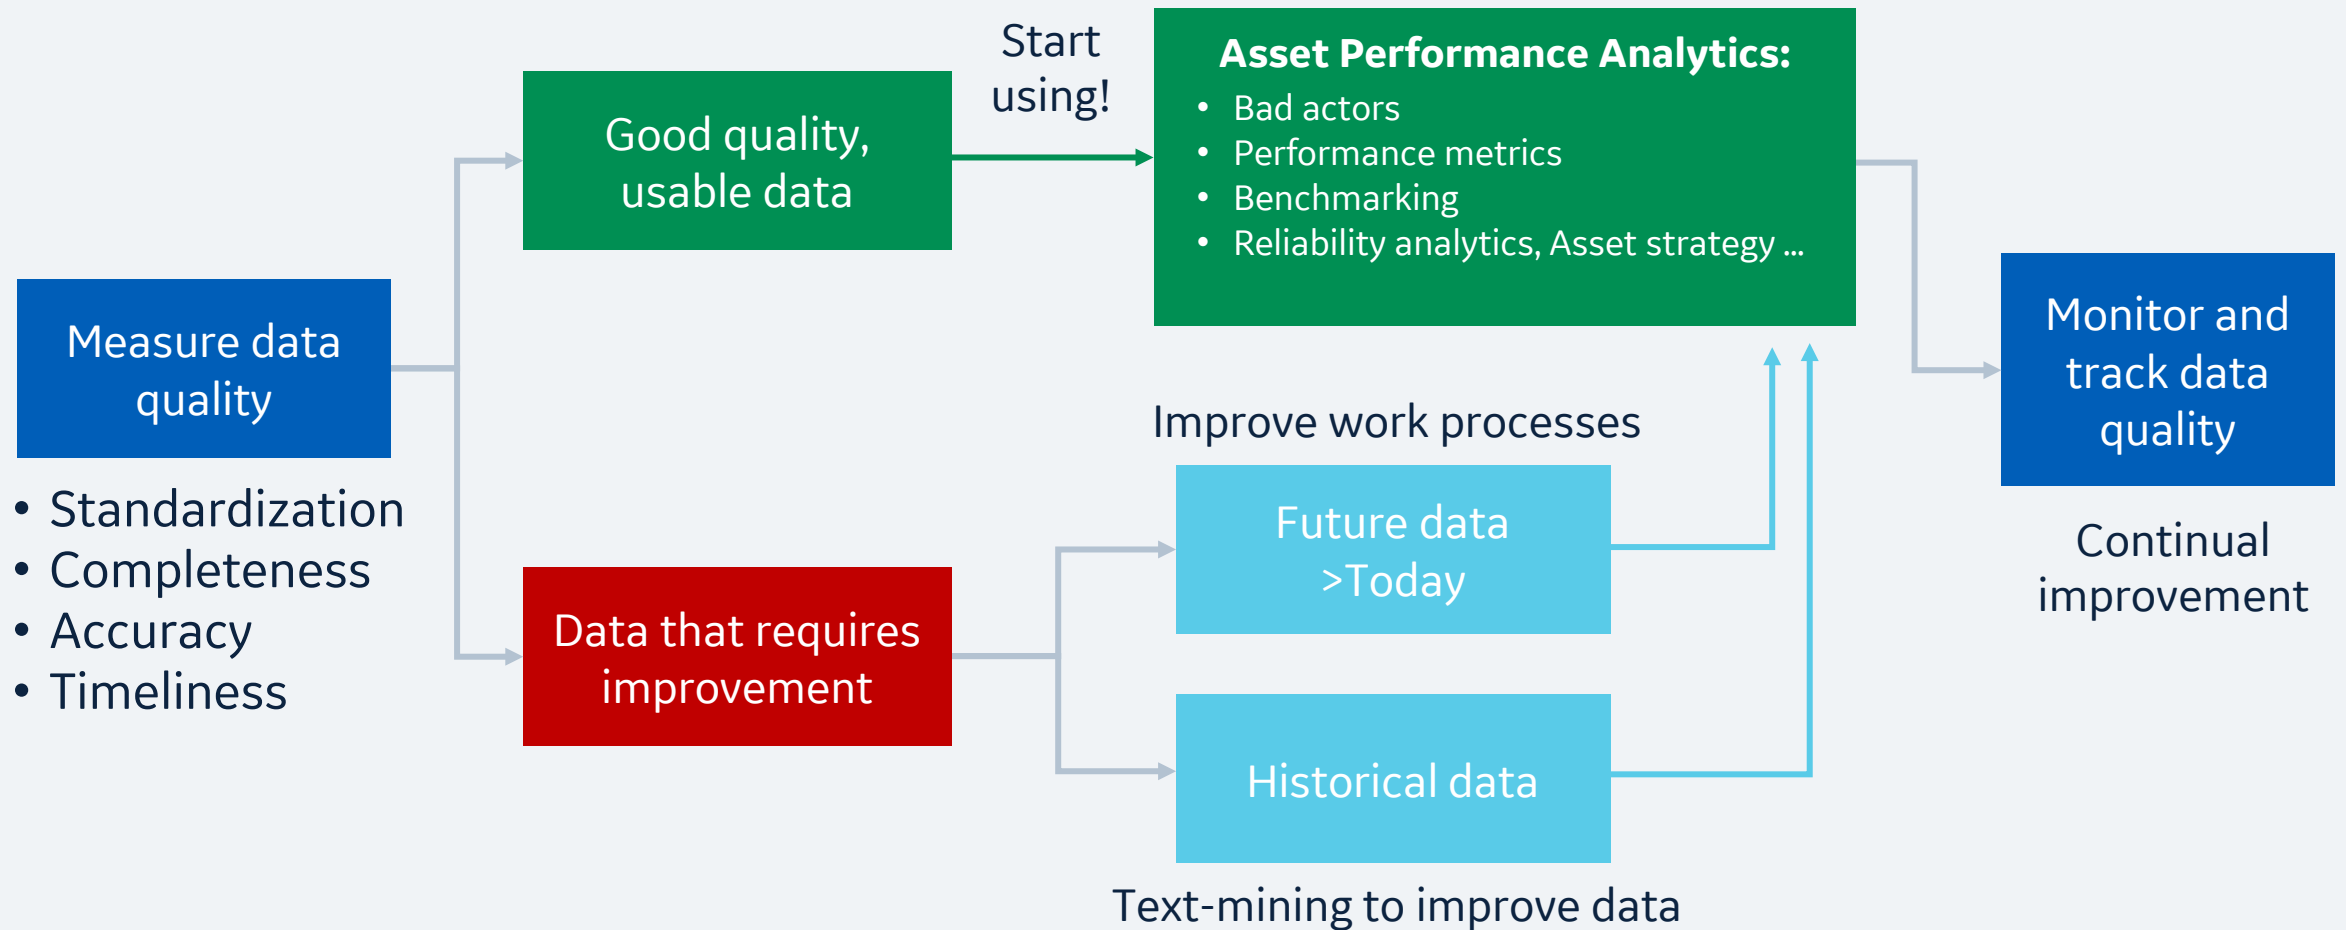 Measure data
quality
• Standardization
• Completeness
• Accuracy
• Timeliness
Good quality,
usable data
Start
using!
Asset Performance Analytics:
• Bad actors
• Performance metrics
• Benchmarking
• Reliability analytics, Asset strategy ...
Data that requires
improvement
Improve work processes
Future data
>Today
Historical data
Text-mining to improve data
Monitor and
track data
quality
Continual
improvement